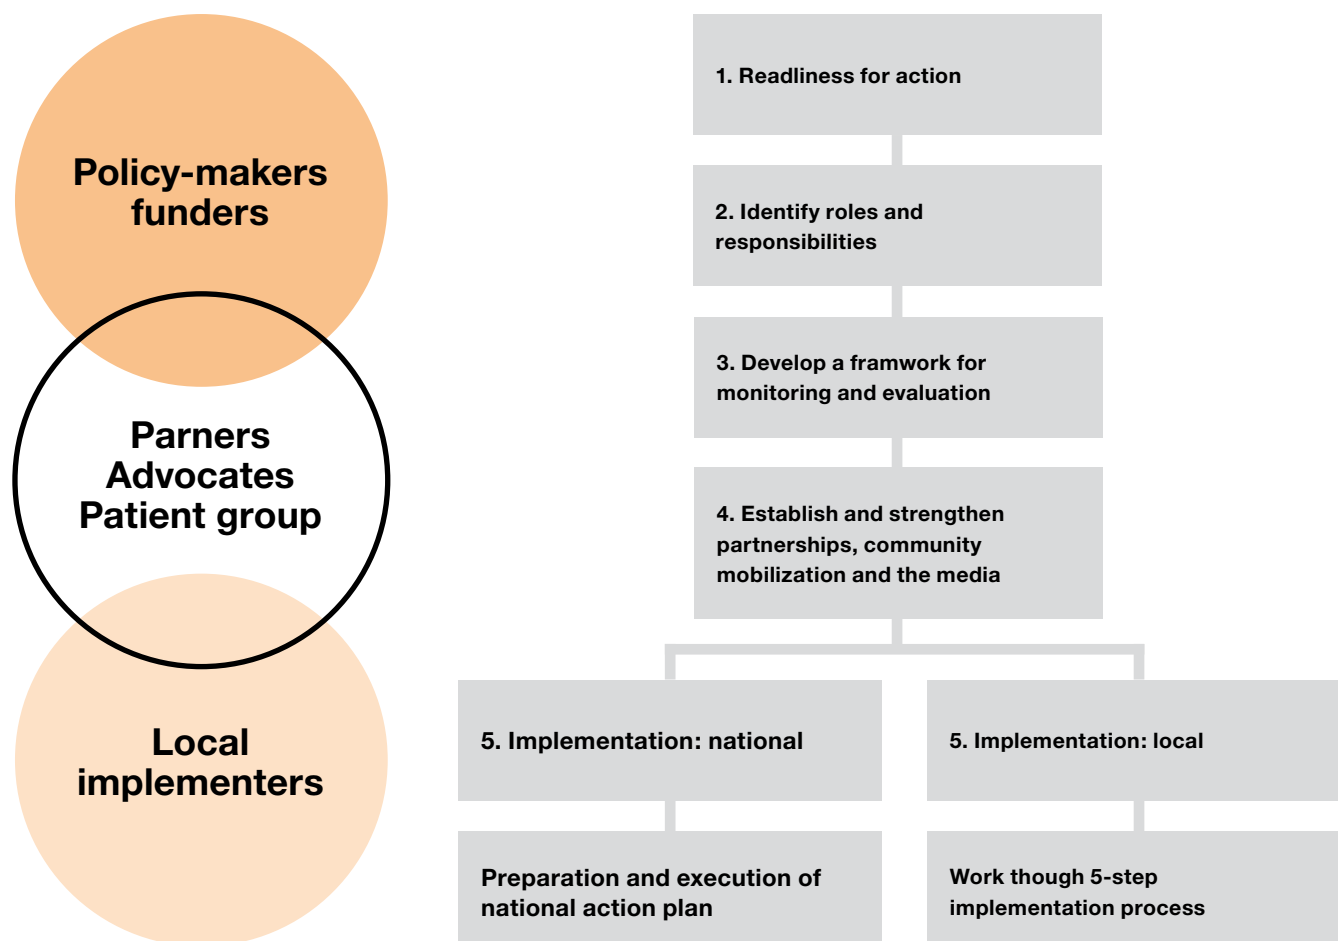 Policy-makers
funders
Parners
Advocates
Patient group
Local
implementers
1. Readliness for action
2. Identify roles and
responsibilities
3. Develop a framwork for
monitoring and evaluation
4. Establish and strengthen
partnerships, community
mobilization and the media
5. Implementation: national
5. Implementation: local
Preparation and execution of
national action plan
Work though 5-step
implementation process